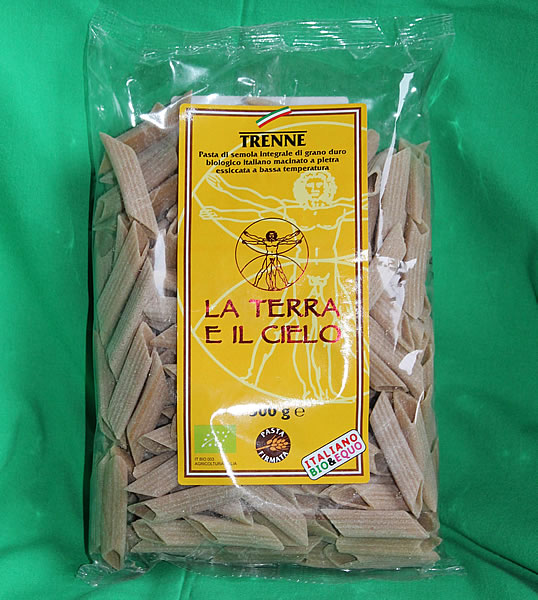 TRENNE
Pasta di semola integrale di grano duro
biologico italiano macinato a pietra
essiccata a bassa temperatura
LA TERRA
E IL CIELO
500 g e
PASTA
FIRMATA
ITALIANO
BIO&EQUO
IT BIO 003
AGRICOLTURA